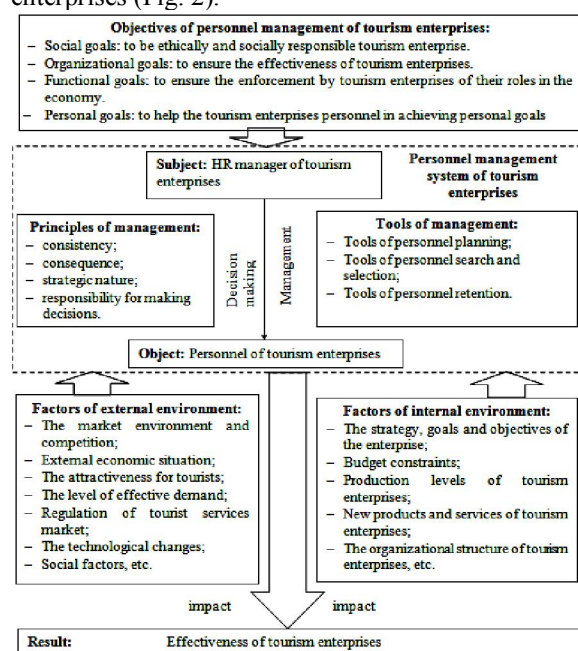 enterprises (Fig. 2).
Objectives of personnel management of tourism enterprises:
– Social goals: to be ethically and socially responsible tourism enterprise.
– Organizational goals: to ensure the effectiveness of tourism enterprises.
– Functional goals: to ensure the enforcement by tourism enterprises of their roles in the
economy.
– Personal goals: to help the tourism enterprises personnel in achieving personal goals
Subject: HR manager of tourism
enterprises
Personnel management
system of tourism
enterprises
Principles of management:
– consistency;
– consequence;
– strategic nature;
– responsibility for making
decisions.
Decision
making
Management
Tools of management:
– Tools of personnel planning;
– Tools of personnel search and
selection;
– Tools of personnel retention.
Object: Personnel of tourism enterprises
Factors of external environment:
– The market environment and
competition;
– External economic situation;
– The attractiveness for tourists;
– The level of effective demand;
– Regulation of tourist services
market;
– The technological changes;
– Social factors, etc.
Factors of internal environment:
– The strategy, goals and objectives of
the enterprise;
– Budget constraints;
– Production levels of tourism
enterprises;
– New products and services of tourism
enterprises;
– The organizational structure of tourism
enterprises, etc.
impact
impact
Result: Effectiveness of tourism enterprises